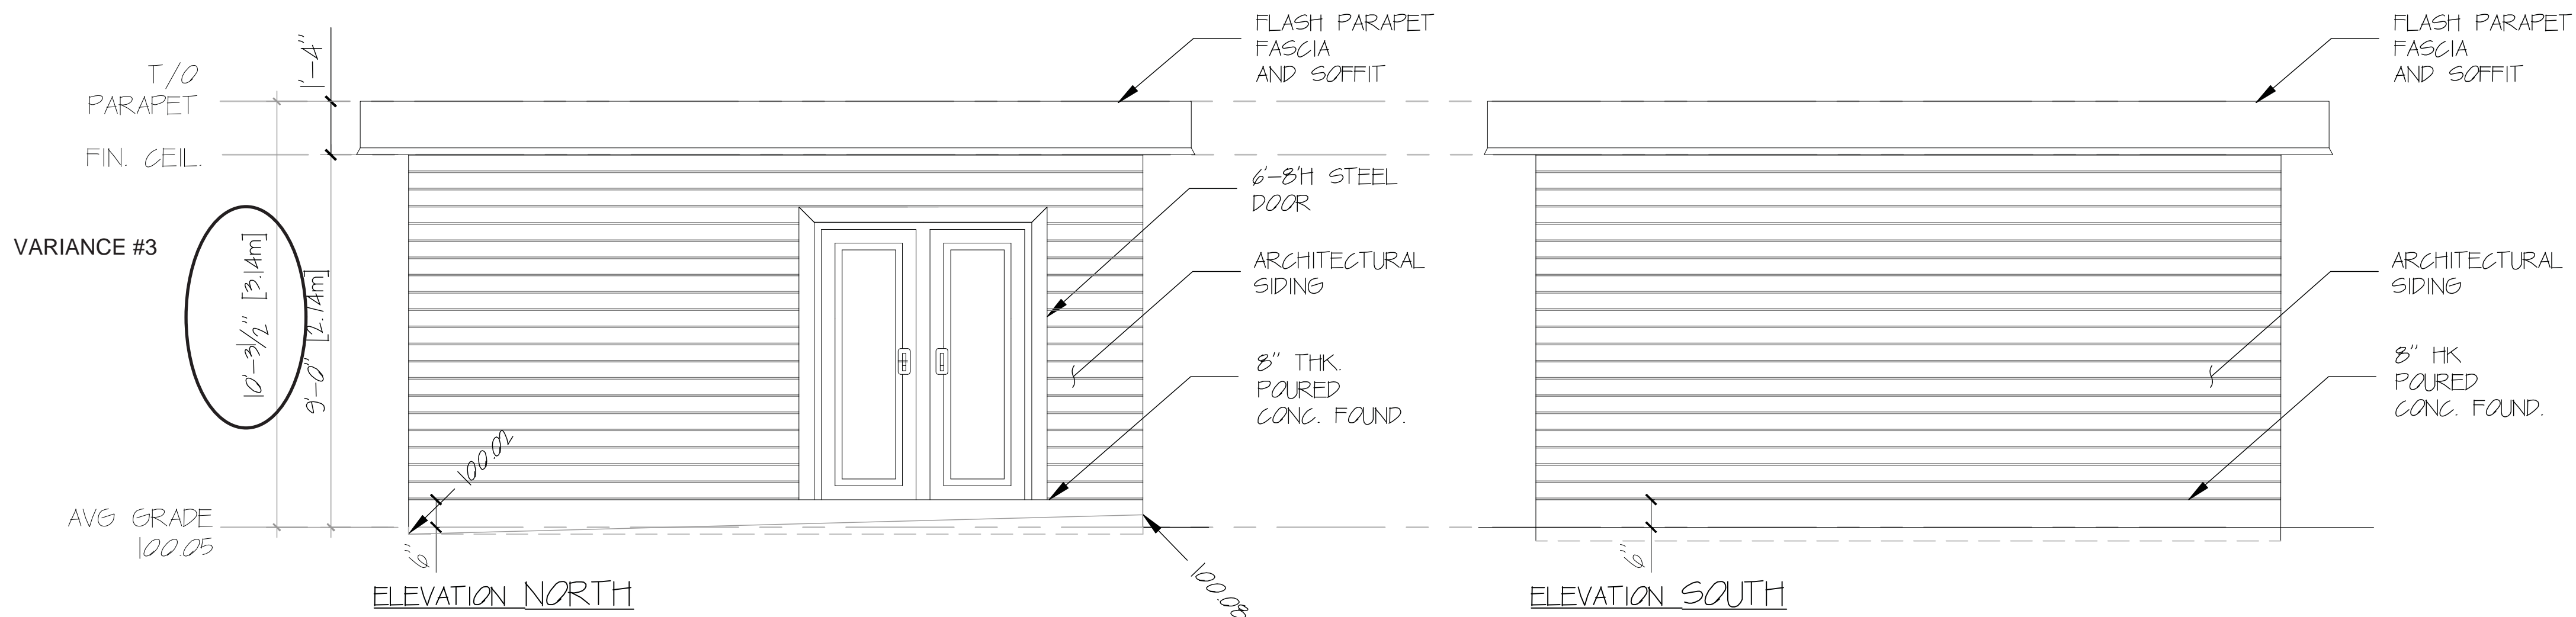 T/O
PARAPET
1'-4"
FIN. CEIL.
VARIANCE #3
10'-3 1/2" [3.14m]
9'-0" [2.14m]
AVG GRADE
100.05
100.02
6"
100.08
FLASH PARAPET
FASCIA
AND SOFFIT
6'-8'H STEEL
DOOR
ARCHITECTURAL
SIDING
8" THK.
POURED
CONC. FOUND.
ELEVATION NORTH
FLASH PARAPET
FASCIA
AND SOFFIT
ARCHITECTURAL
SIDING
8" HK
POURED
CONC. FOUND.
6"
ELEVATION SOUTH